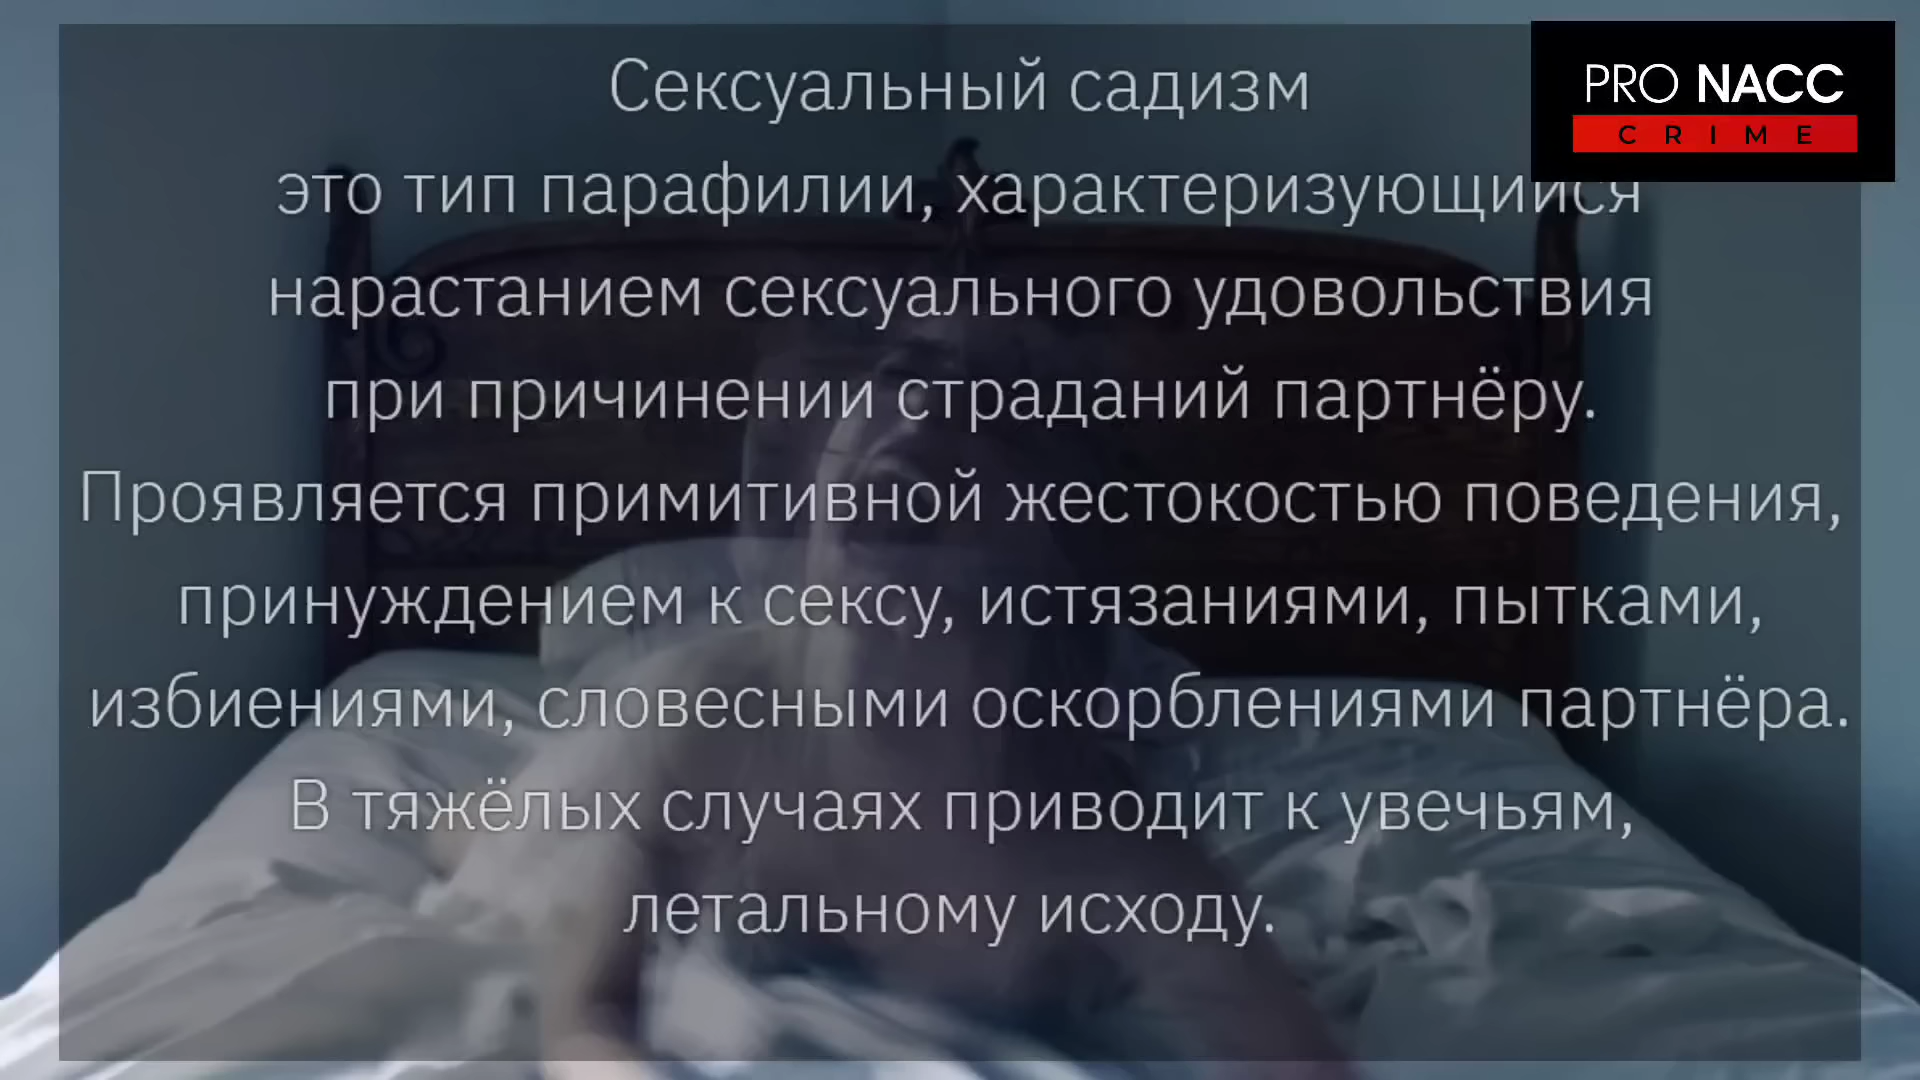 Сексуальный садизм
это тип парафилии, характеризующийся
нарастанием сексуального удовольствия
при причинении страданий партнёру.
Проявляется примитивной жестокостью поведения,
принуждением к сексу, истязаниями, пытками,
избиениями, словесными оскорблениями партнёра.
В тяжёлых случаях приводит к увечьям,
летальному исходу.
PRO NACC
CRIME